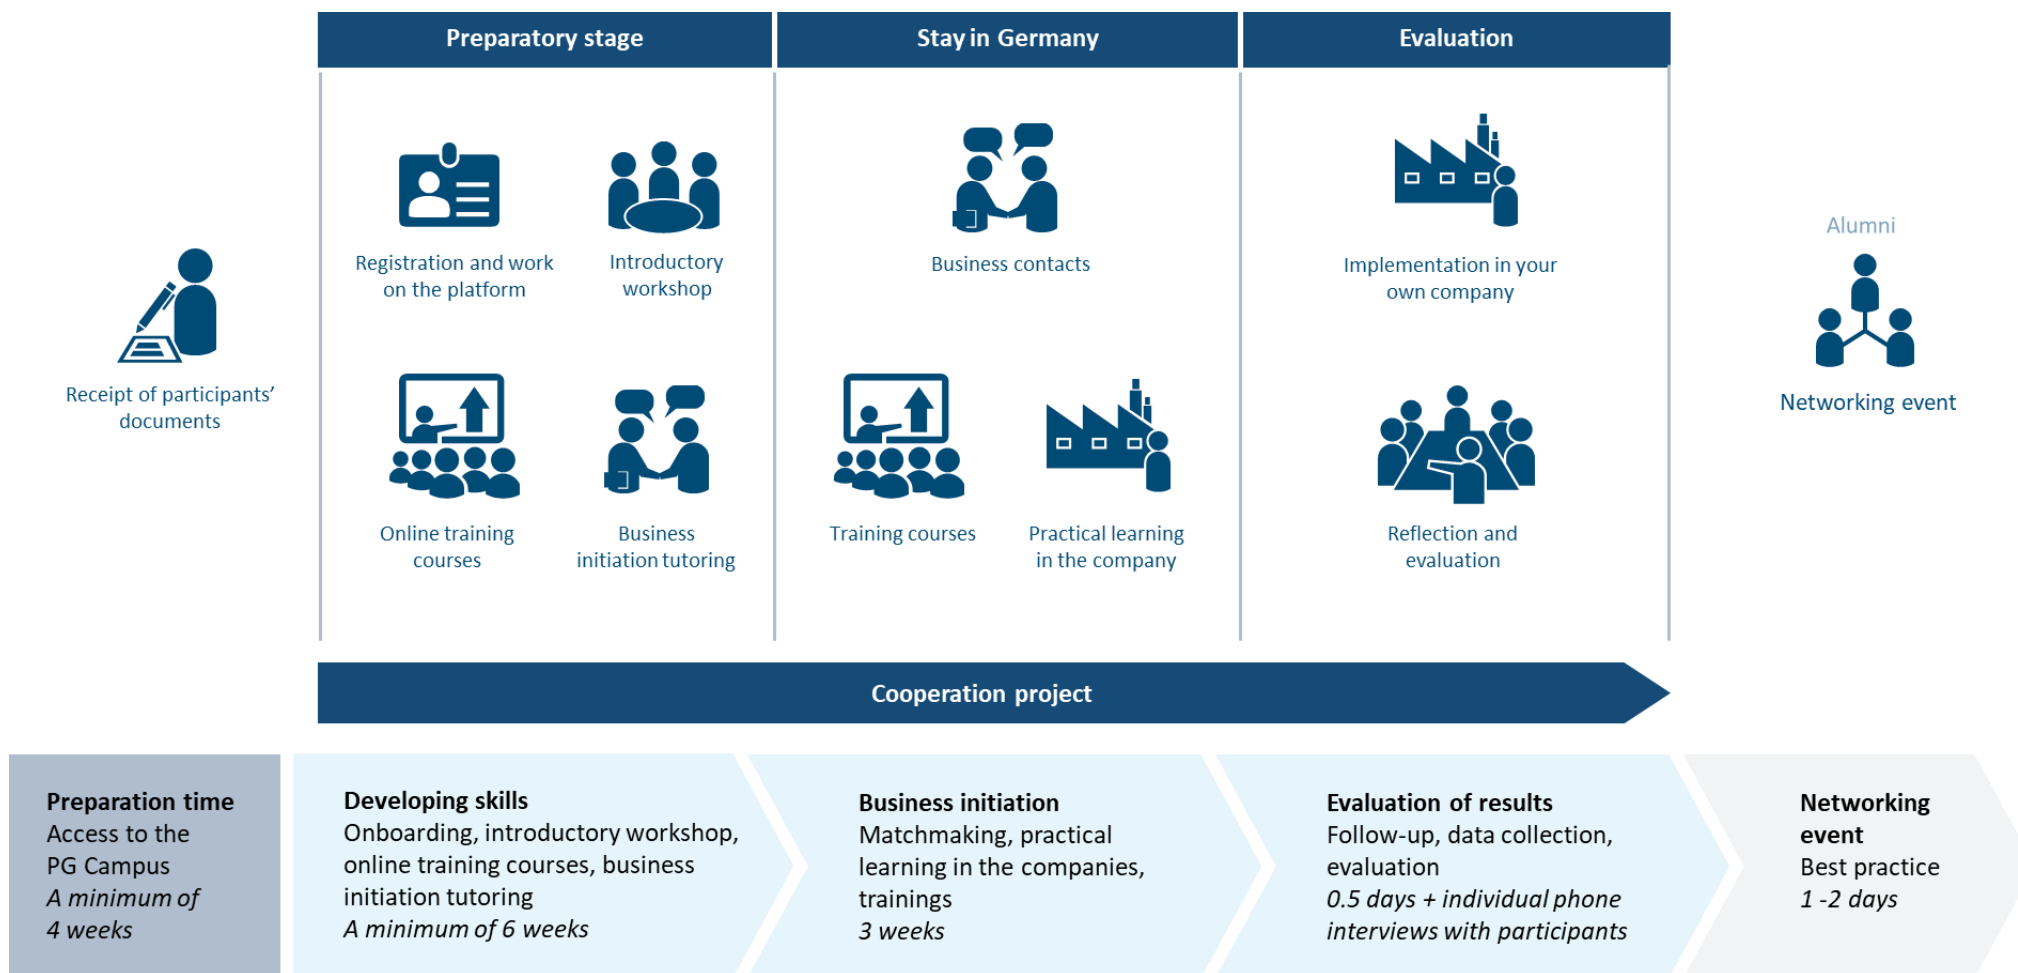 Preparatory stage
Stay in Germany
Evaluation
Receipt of participants’
documents
Registration and work
on the platform
Introductory
workshop
Online training
courses
Business
initiation tutoring
Business contacts
Training courses
Practical learning
in the company
Implementation in your
own company
Reflection and
evaluation
Alumni
Networking event
Cooperation project
Preparation time
Access to the
PG Campus
A minimum of
4 weeks
Developing skills
Onboarding, introductory workshop,
online training courses, business
initiation tutoring
A minimum of 6 weeks
Business initiation
Matchmaking, practical
learning in the companies,
trainings
3 weeks
Evaluation of results
Follow-up, data collection,
evaluation
0.5 days + individual phone
interviews with participants
Networking
event
Best practice
1 -2 days